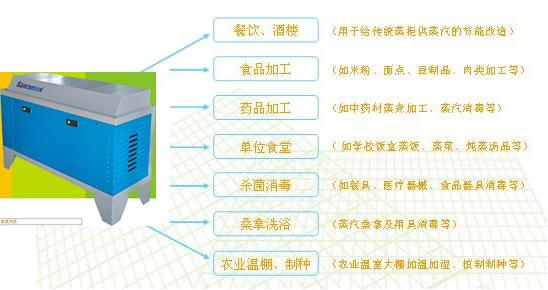 餐饮、酒楼 （用于给传统蒸柜供蒸汽的节能改造）
食品加工 （如米粉、面点、豆制品、肉类加工等）
药品加工 （如中药材蒸煮加工、蒸汽消毒等）
单位食堂 （如学校饭堂蒸饭、蒸菜、炖蒸汤品等）
杀菌消毒 （如餐具、医疗器械、食品器具消毒等）
桑拿洗浴 （蒸汽桑拿及用具消毒等）
农业温棚、制种 （农业温室大棚加温加湿、繽制制种等）